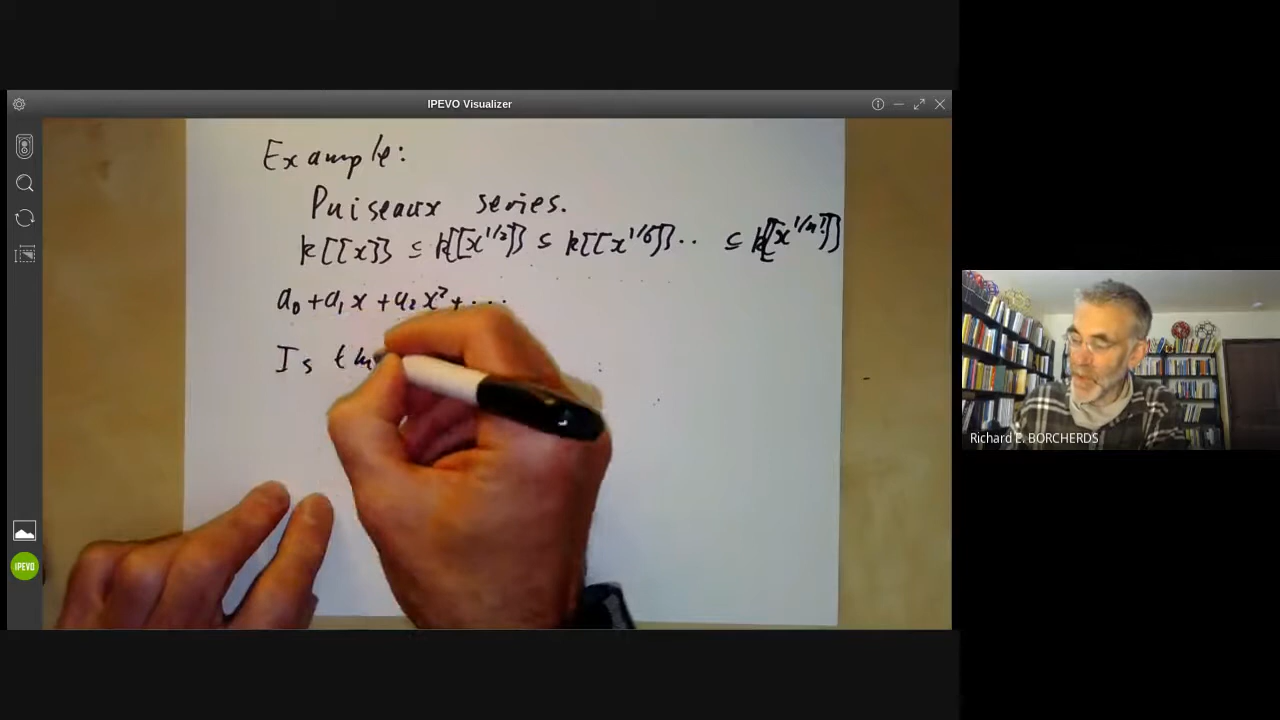 IPEVO Visualizer
Example:
Puiseaux series.
k[[x]] ⊆ k[[x^{1/2}]] ⊆ k[[x^{1/6}]] ·· ⊆ k[[x^{1/n!}]]
a₀+a₁x+a₂x²+···
Is
Richard E. BORCHERDS
IPEVO